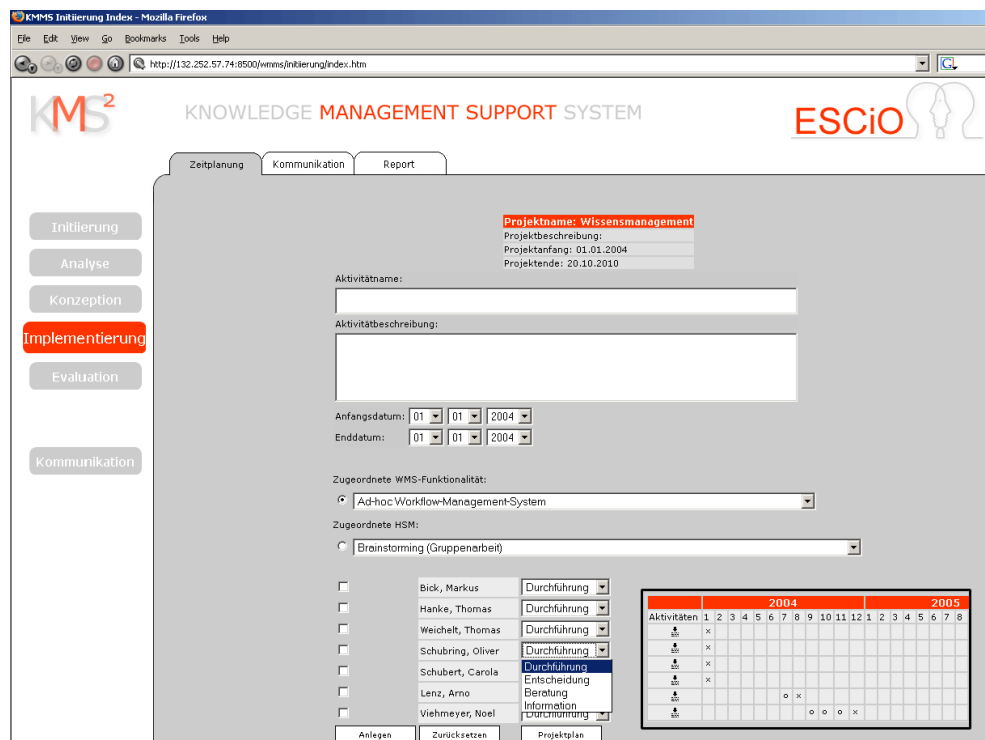 KMMS Initiierung Index - Mozilla Firefox
File Edit View Go Bookmarks Tools Help
http://132.252.57.74:8500/wmms/initiierung/index.htm
KMS2 KNOWLEDGE MANAGEMENT SUPPORT SYSTEM ESCiO
Zeitplanung Kommunikation Report
Initiierung
Analyse
Konzeption
Implementierung
Evaluation
Kommunikation
Projektname: Wissensmanagement
Projektbeschreibung:
Projektanfang: 01.01.2004
Projektende: 20.10.2010
Aktivitätname:
Aktivitätbeschreibung:
Anfangsdatum: 01 01 2004
Enddatum: 01 01 2004
Zugeordnete WMS-Funktionalität:
Ad-hoc Workflow-Management-System
Zugeordnete HSM:
Brainstorming (Gruppenarbeit)
Bick, Markus Durchführung
Hanke, Thomas Durchführung
Weichelt, Thomas Durchführung
Schubring, Oliver Durchführung
Schubert, Carola
Lenz, Arno
Viehmeyer, Noel Durchführung
Durchführung
Entscheidung
Beratung
Information
Anlegen Zurücksetzen Projektplan
2004 2005
Aktivitäten 1 2 3 4 5 6 7 8 9 10 11 12 1 2 3 4 5 6 7 8
x
x
x
x
o x
o o o x